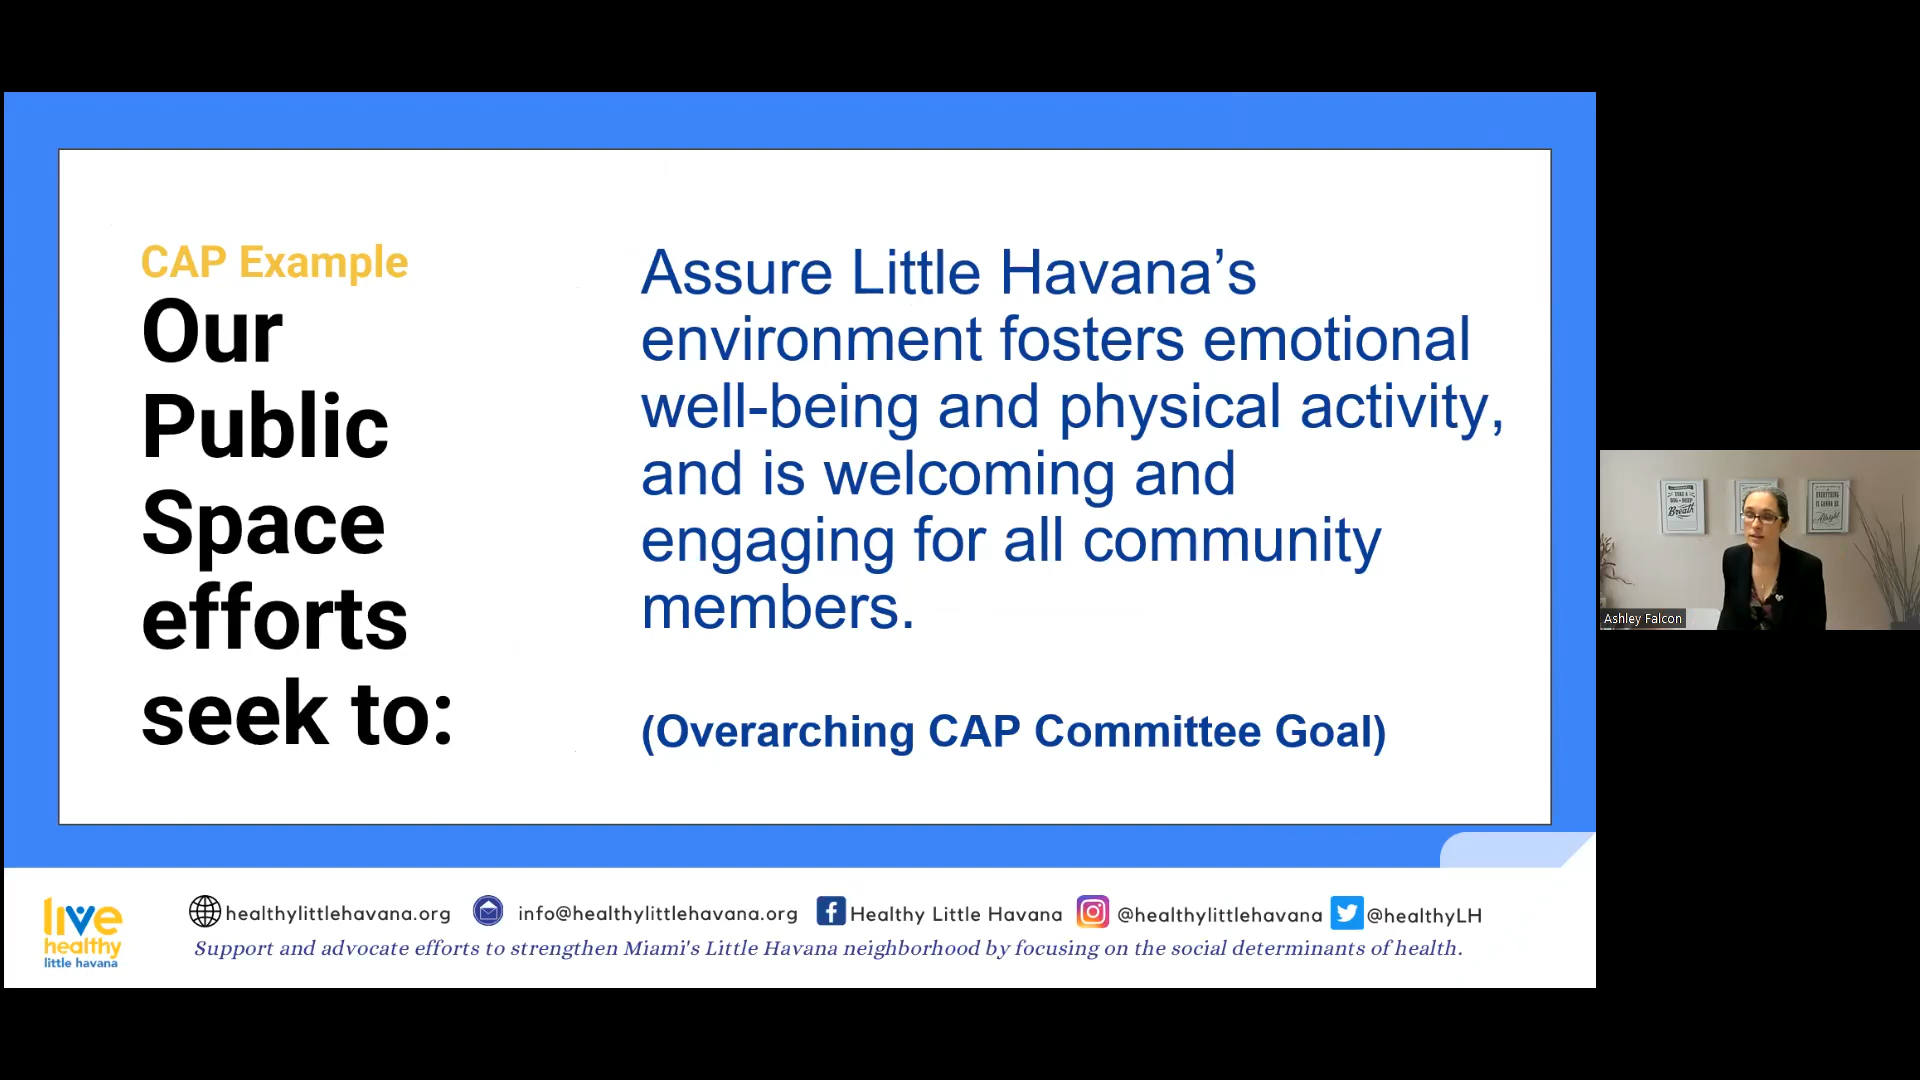 CAP Example
Our
Public
Space
efforts
seek to:
Assure Little Havana’s
environment fosters emotional
well-being and physical activity,
and is welcoming and
engaging for all community
members.
(Overarching CAP Committee Goal)
live
healthy
little havana
healthylittlehavana.org
info@healthylittlehavana.org
Healthy Little Havana
@healthylittlehavana
@healthyLH
Support and advocate efforts to strengthen Miami's Little Havana neighborhood by focusing on the social determinants of health.
Breath
Alright
Ashley Falcon